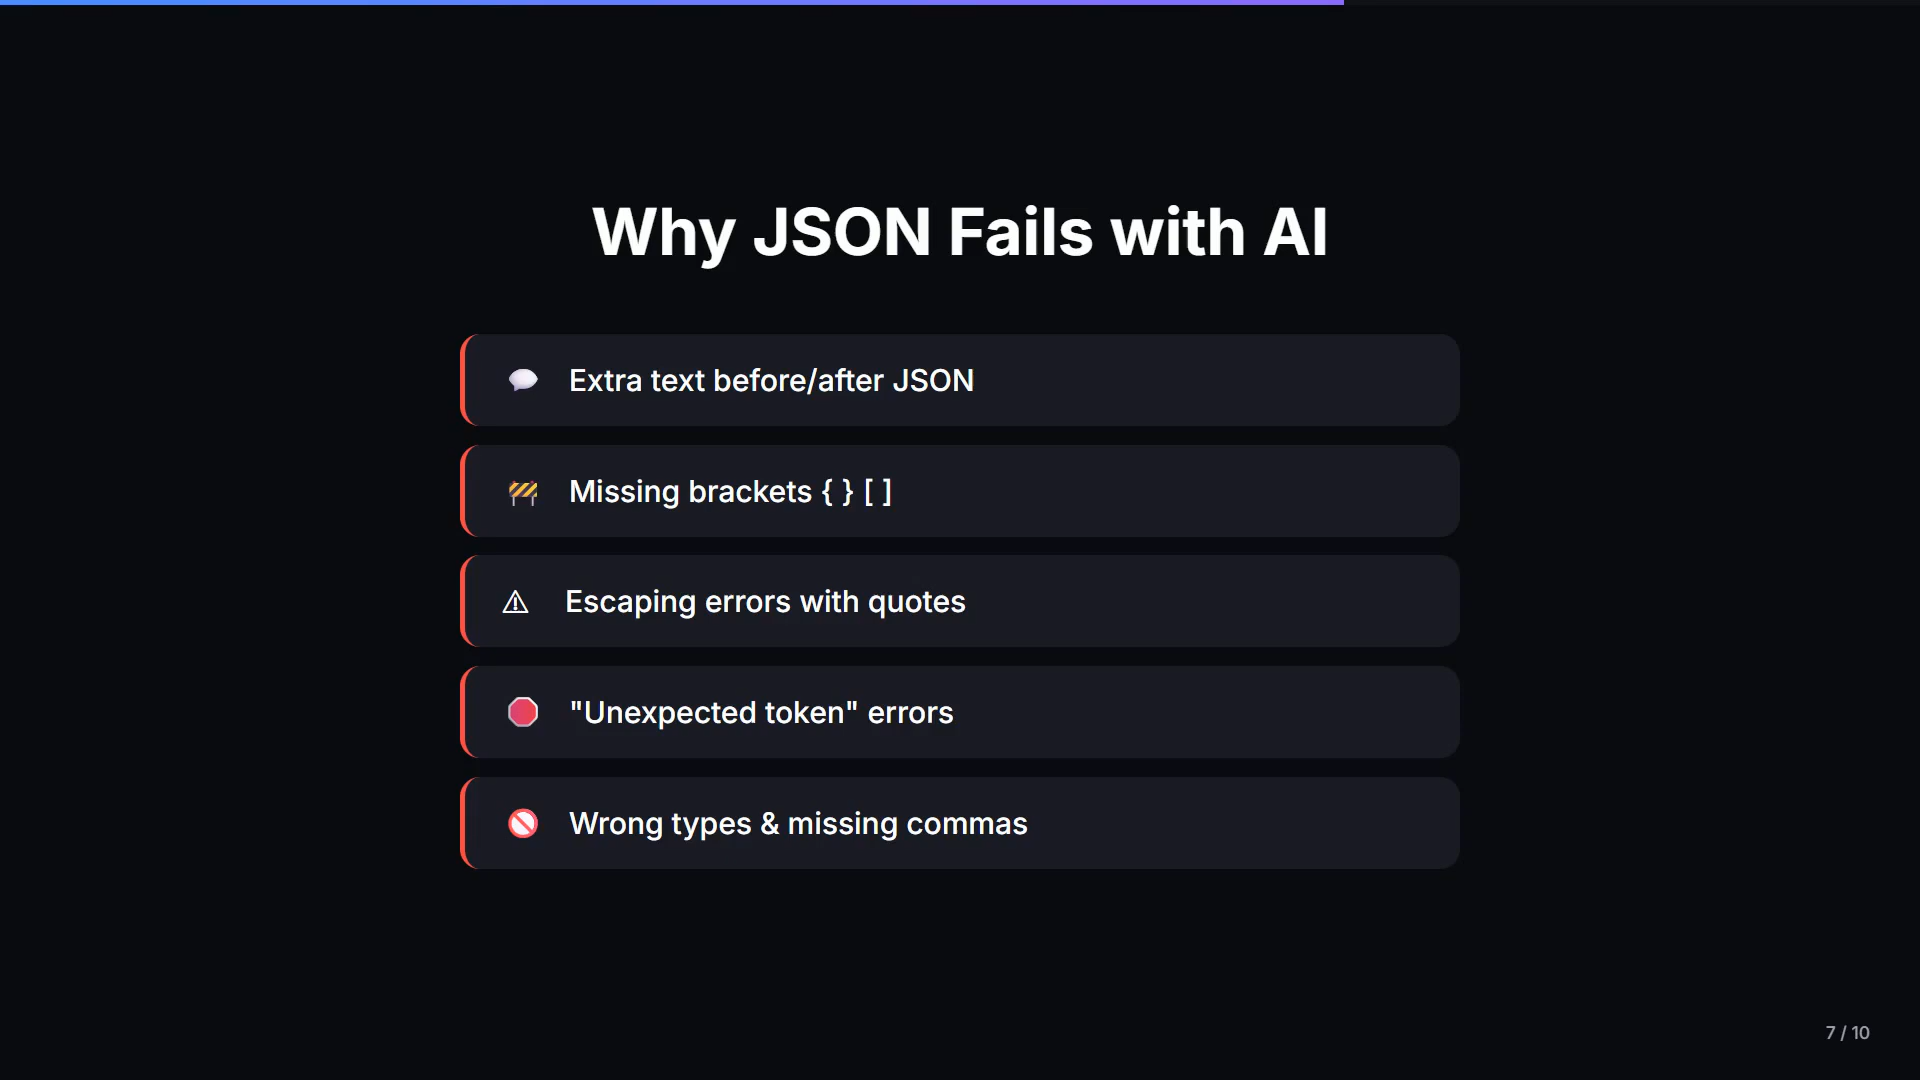 Why JSON Fails with AI
Extra text before/after JSON
Missing brackets { } [ ]
Escaping errors with quotes
"Unexpected token" errors
Wrong types & missing commas
7 / 10